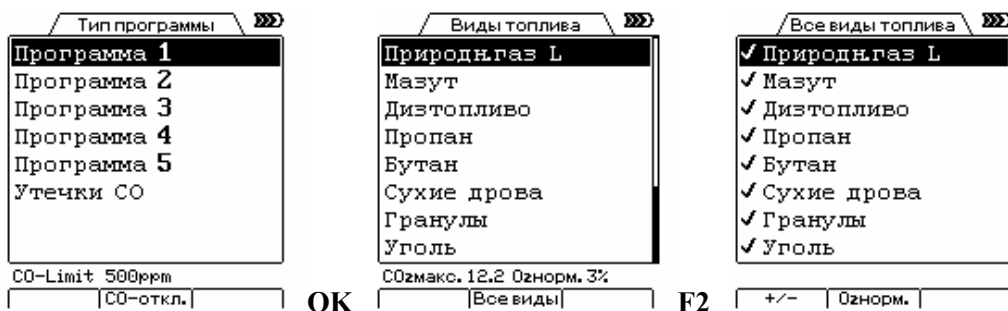 Тип программы
Программа 1
Программа 2
Программа 3
Программа 4
Программа 5
Утечки СО
CO-Limit 500ppm
СО-откл.
OK
Виды топлива
Природн.газ L
Мазут
Дизтопливо
Пропан
Бутан
Сухие дрова
Гранулы
Уголь
CO2макс. 12.2 O2норм. 3%
Все виды
F2
Все виды топлива
✓ Природн.газ L
✓ Мазут
✓ Дизтопливо
✓ Пропан
✓ Бутан
✓ Сухие дрова
✓ Гранулы
✓ Уголь
+/- O2норм.